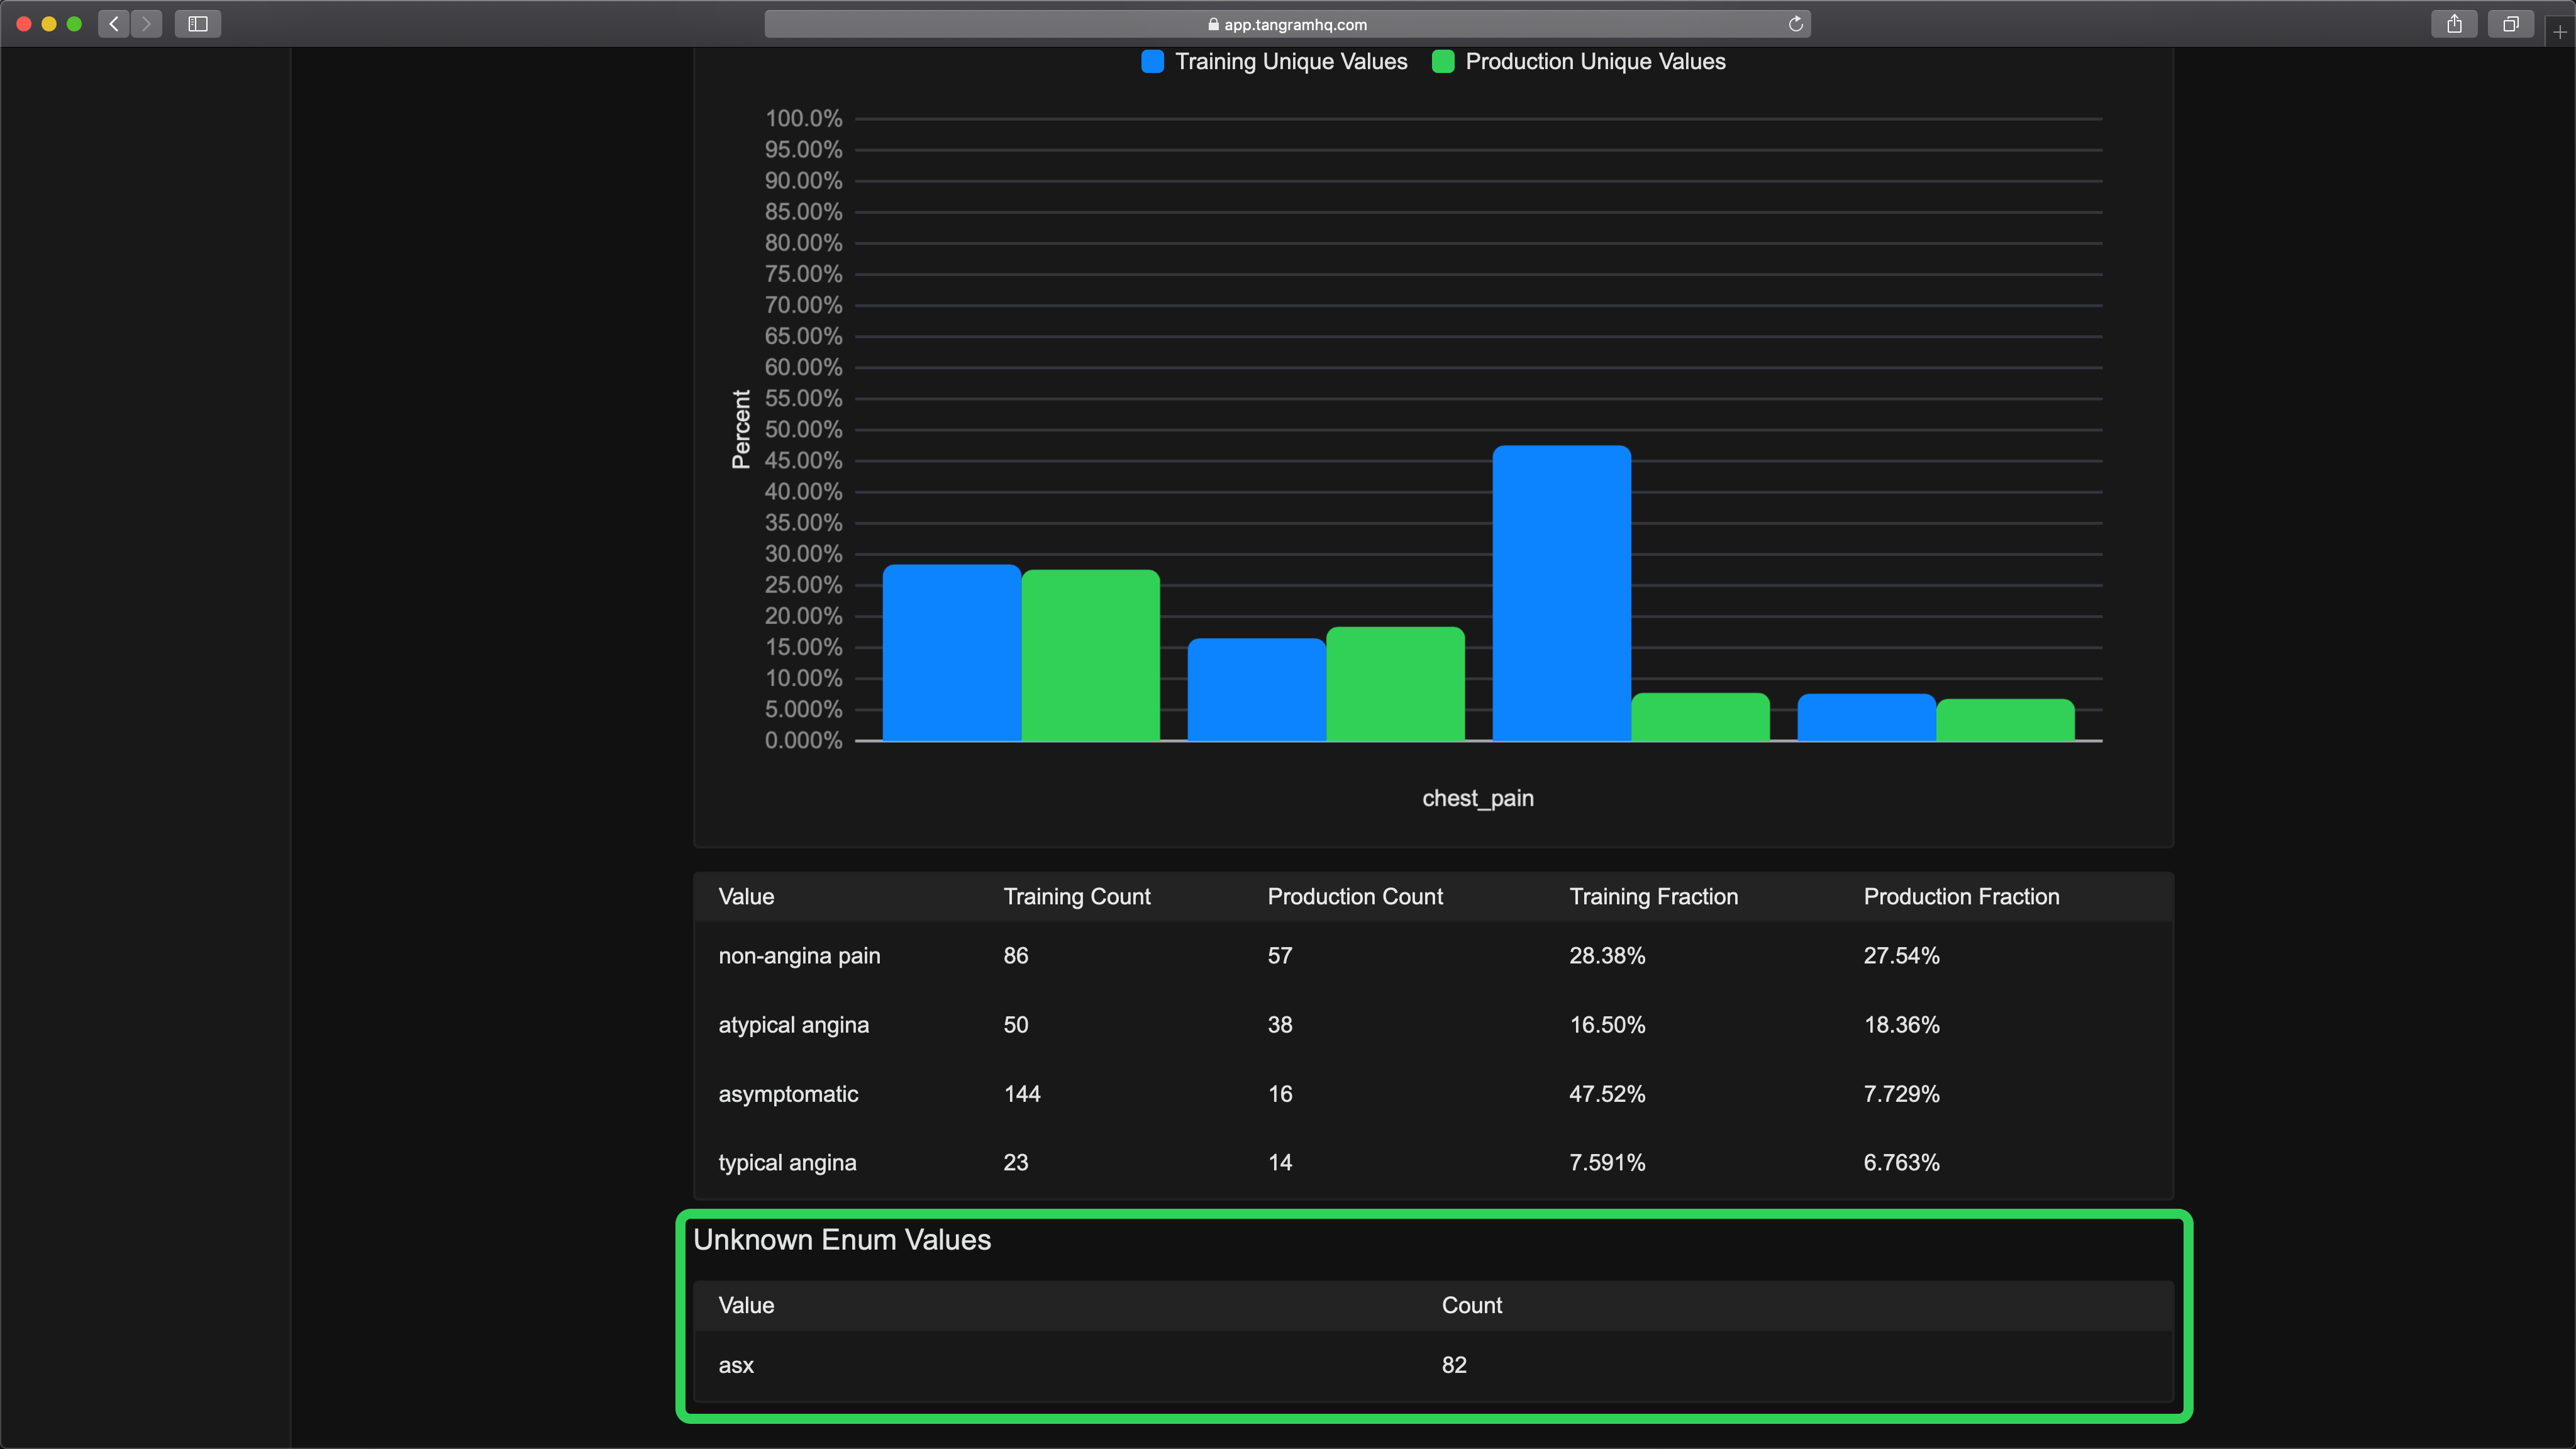 app.tangramhq.com
Training Unique Values Production Unique Values
100.0%
95.00%
90.00%
85.00%
80.00%
75.00%
70.00%
65.00%
60.00%
55.00%
50.00%
45.00%
40.00%
35.00%
30.00%
25.00%
20.00%
15.00%
10.00%
5.000%
0.000%
Percent
chest_pain
Value Training Count Production Count Training Fraction Production Fraction
non-angina pain 86 57 28.38% 27.54%
atypical angina 50 38 16.50% 18.36%
asymptomatic 144 16 47.52% 7.729%
typical angina 23 14 7.591% 6.763%
Unknown Enum Values
Value Count
asx 82